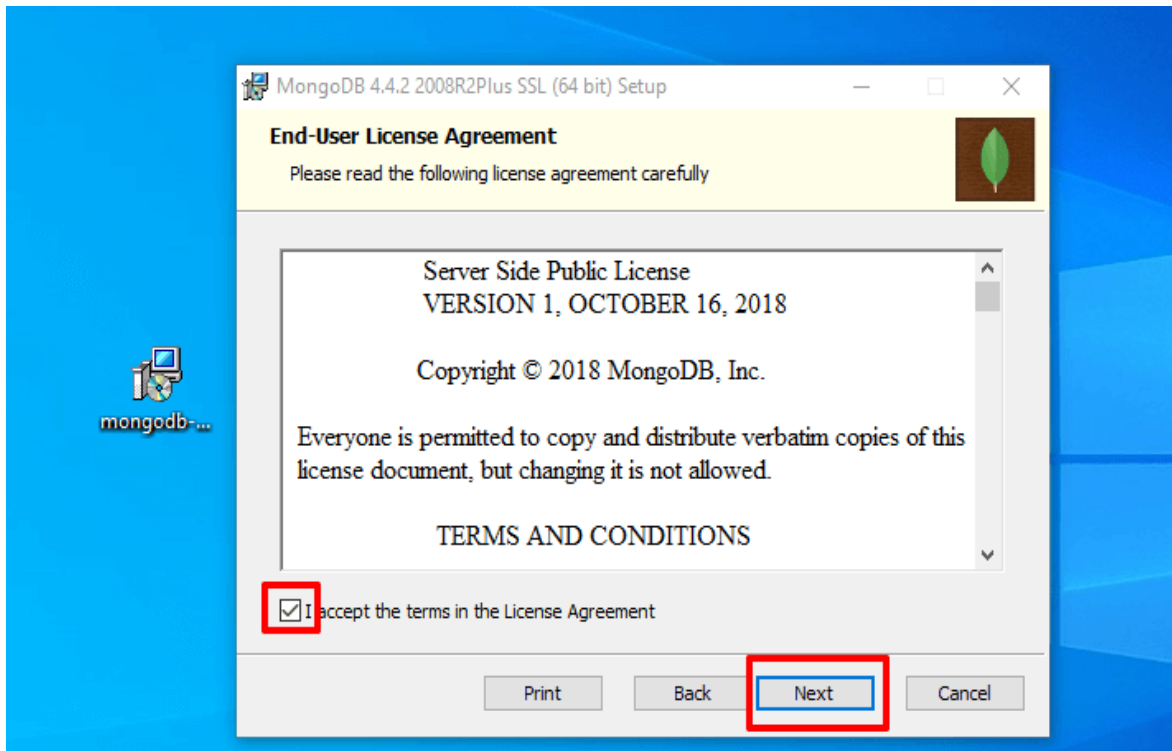 MongoDB 4.4.2 2008R2Plus SSL (64 bit) Setup
End-User License Agreement
Please read the following license agreement carefully
Server Side Public License
VERSION 1, OCTOBER 16, 2018
Copyright © 2018 MongoDB, Inc.
Everyone is permitted to copy and distribute verbatim copies of this
license document, but changing it is not allowed.
TERMS AND CONDITIONS
mongodb-...
I accept the terms in the License Agreement
Print Back Next Cancel